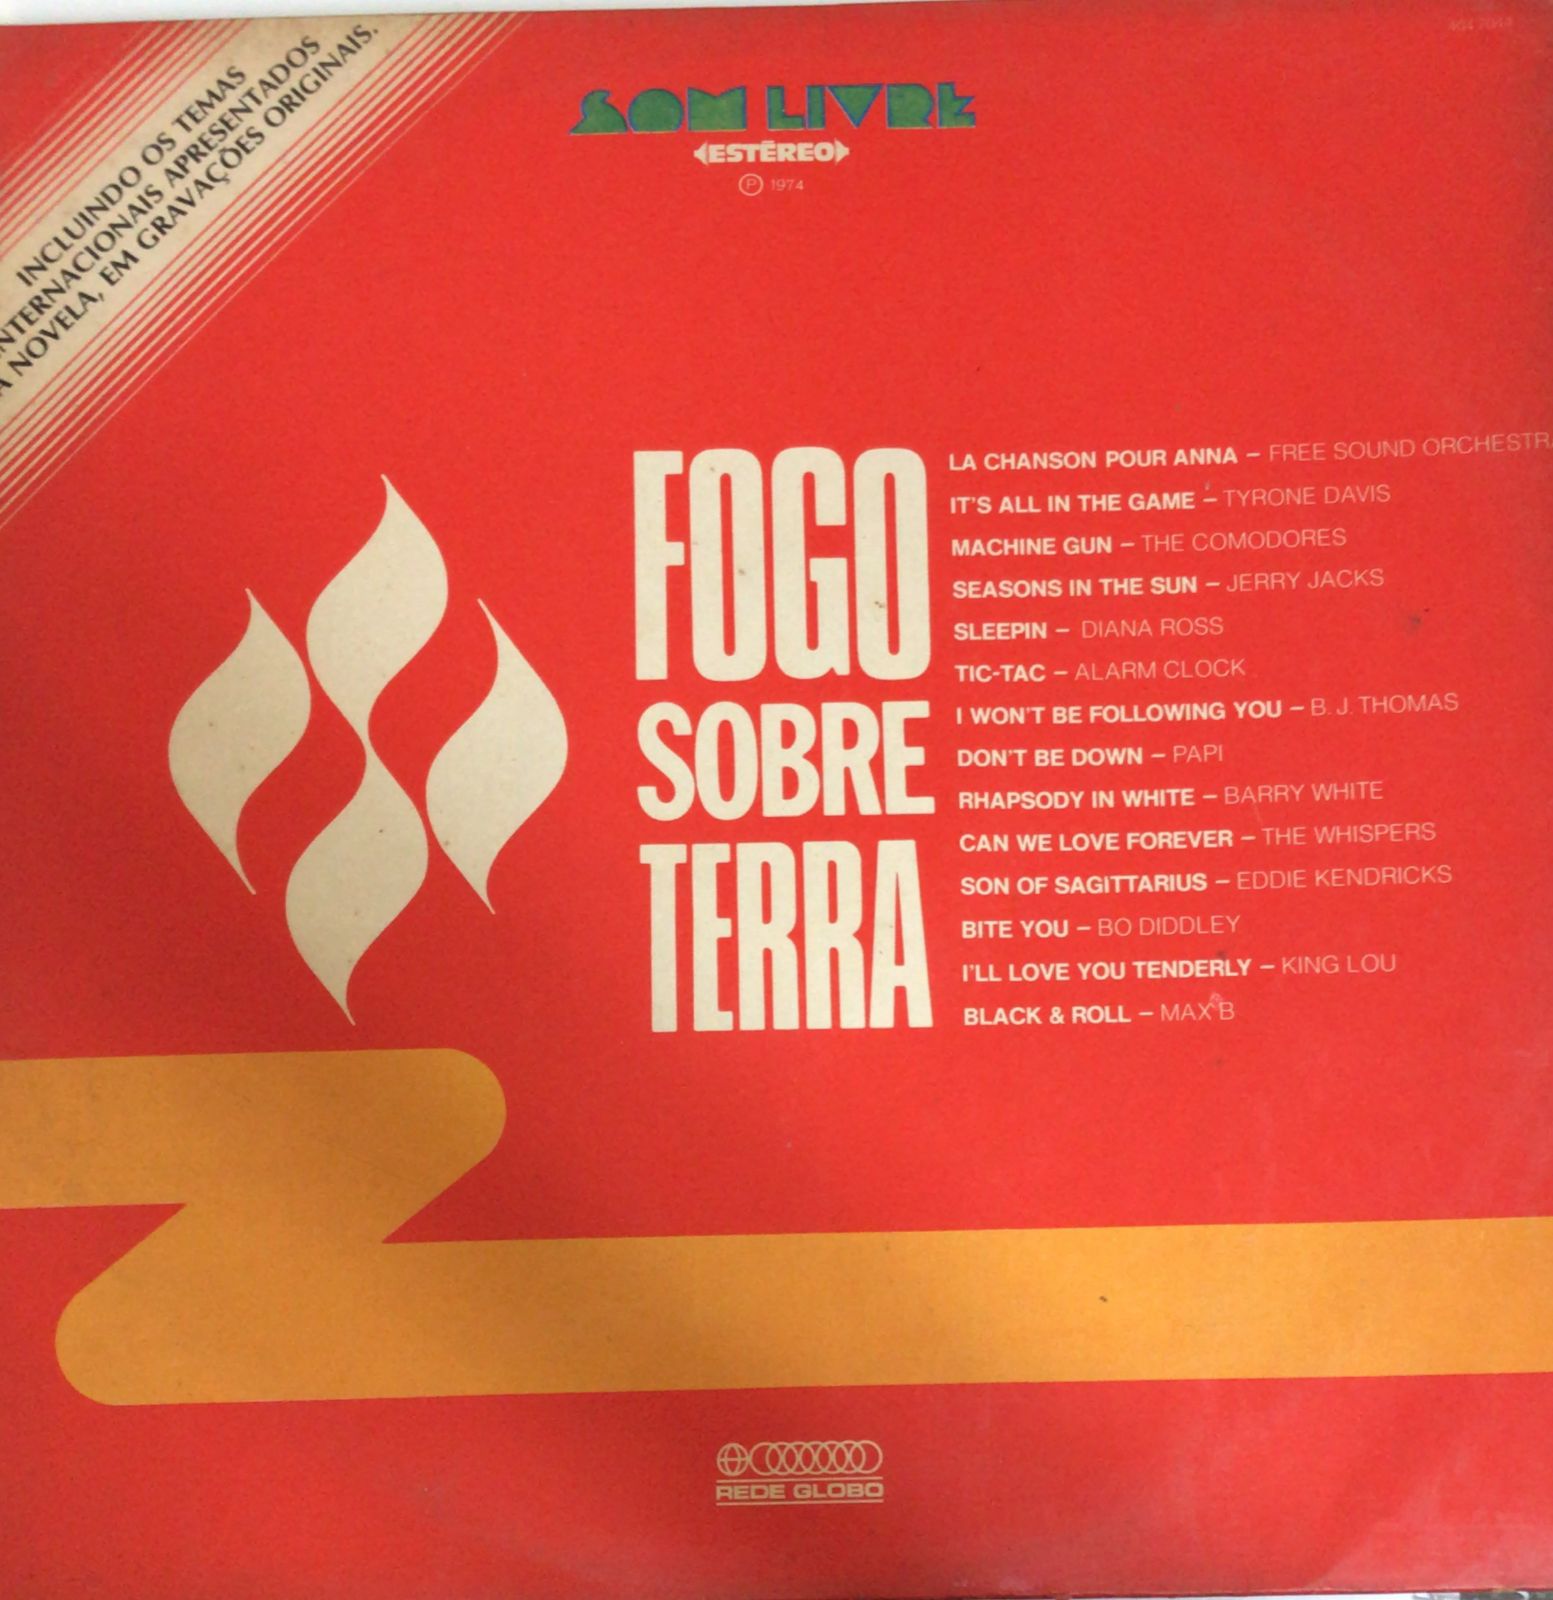 INCLUINDO OS TEMAS
INTERNACIONAIS APRESENTADOS
NOVELA, EM GRAVAÇÕES ORIGINAIS.
SOM LIVRE
ESTÉREO
Ⓟ 1974
FOGO
SOBRE
TERRA
LA CHANSON POUR ANNA – FREE SOUND ORCHESTR
IT'S ALL IN THE GAME – TYRONE DAVIS
MACHINE GUN – THE COMODORES
SEASONS IN THE SUN – JERRY JACKS
SLEEPIN – DIANA ROSS
TIC-TAC – ALARM CLOCK
I WON'T BE FOLLOWING YOU – B. J. THOMAS
DON'T BE DOWN – PAPI
RHAPSODY IN WHITE – BARRY WHITE
CAN WE LOVE FOREVER – THE WHISPERS
SON OF SAGITTARIUS – EDDIE KENDRICKS
BITE YOU – BO DIDDLEY
I'LL LOVE YOU TENDERLY – KING LOU
BLACK & ROLL – MAX B
REDE GLOBO